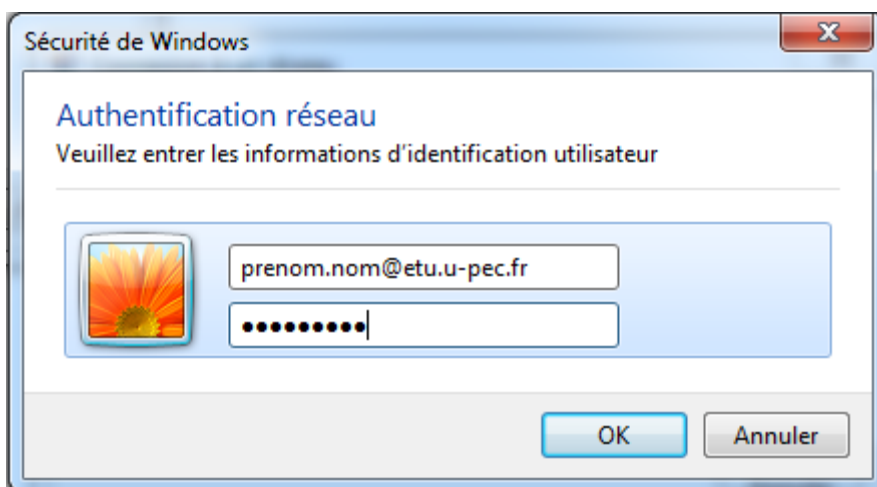 Sécurité de Windows
Authentification réseau
Veuillez entrer les informations d'identification utilisateur
prenom.nom@etu.u-pec.fr
●●●●●●●●●
OK
Annuler